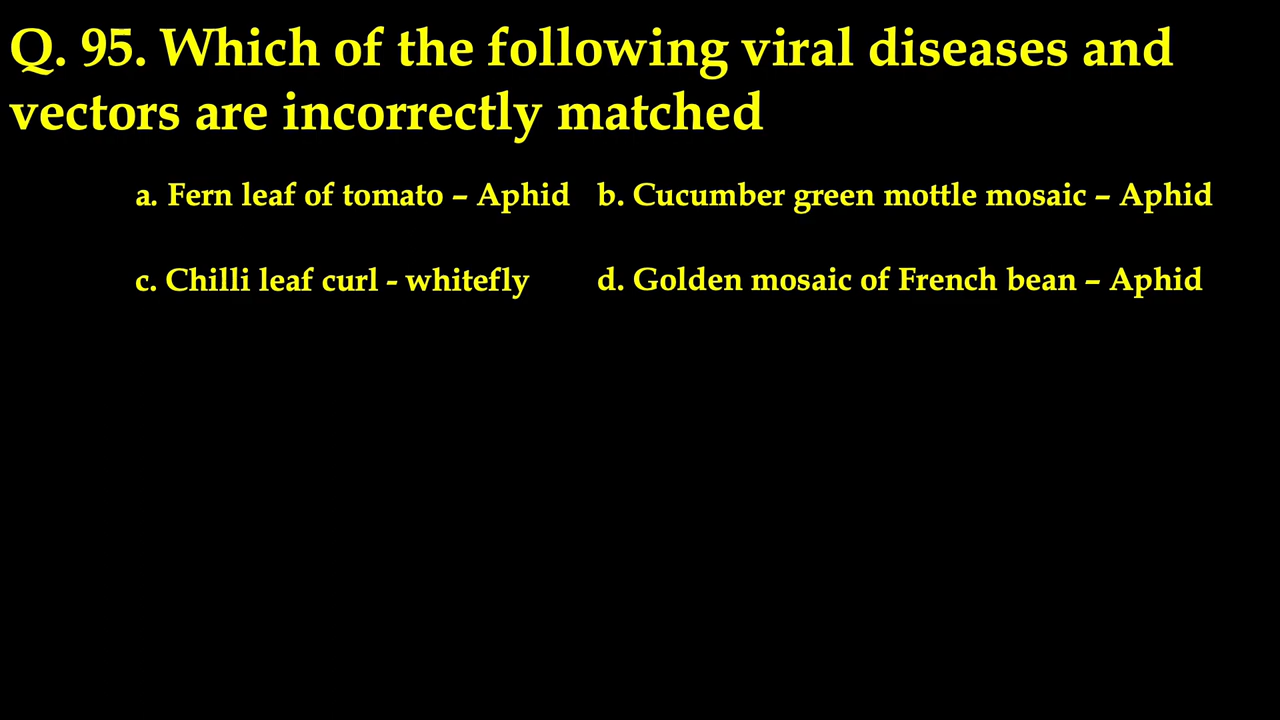 Q. 95. Which of the following viral diseases and
vectors are incorrectly matched
a. Fern leaf of tomato – Aphid b. Cucumber green mottle mosaic – Aphid
c. Chilli leaf curl - whitefly d. Golden mosaic of French bean – Aphid